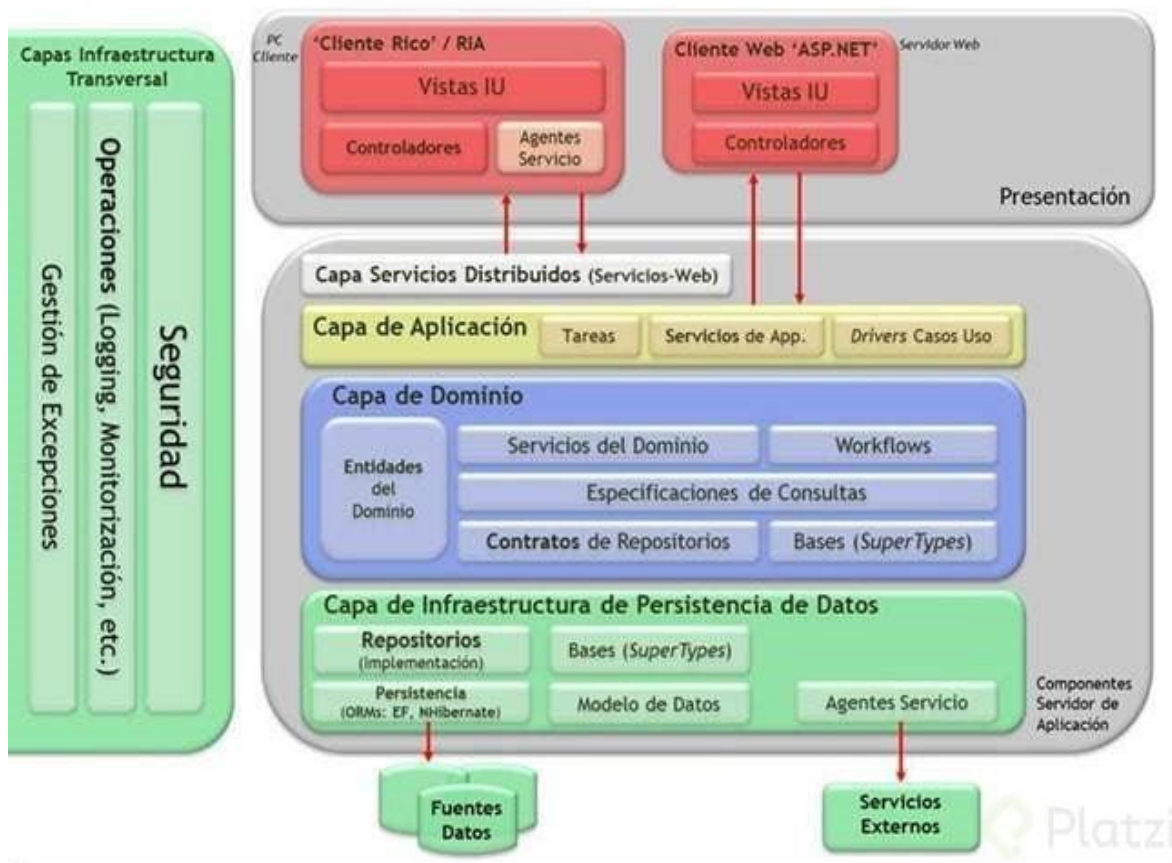 Capas Infraestructura
Transversal
Gestión de Excepciones
Operaciones (Logging, Monitorización, etc.)
Seguridad
PC
Cliente
'Cliente Rico' / RIA
Vistas IU
Controladores
Agentes
Servicio
Cliente Web 'ASP.NET'
Servidor Web
Vistas IU
Controladores
Presentación
Capa Servicios Distribuidos (Servicios-Web)
Capa de Aplicación
Tareas
Servicios de App.
Drivers Casos Uso
Capa de Dominio
Entidades
del
Dominio
Servicios del Dominio
Workflows
Especificaciones de Consultas
Contratos de Repositorios
Bases (SuperTypes)
Capa de Infraestructura de Persistencia de Datos
Repositorios
(Implementación)
Bases (SuperTypes)
Persistencia
(ORMs: EF, NHibernate)
Modelo de Datos
Agentes Servicio
Componentes
Servidor de
Aplicación
Fuentes
Datos
Servicios
Externos
Platzi